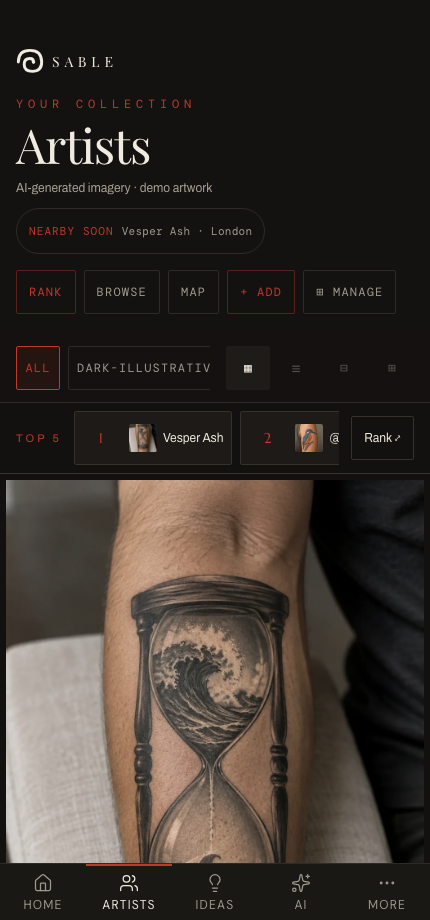 SABLE
YOUR COLLECTION
Artists
AI-generated imagery · demo artwork
NEARBY SOON Vesper Ash · London
RANK BROWSE MAP + ADD ⊞ MANAGE
ALL DARK-ILLUSTRATIV
TOP 5 1 Vesper Ash 2 @ Rank⤢
HOME ARTISTS IDEAS AI MORE